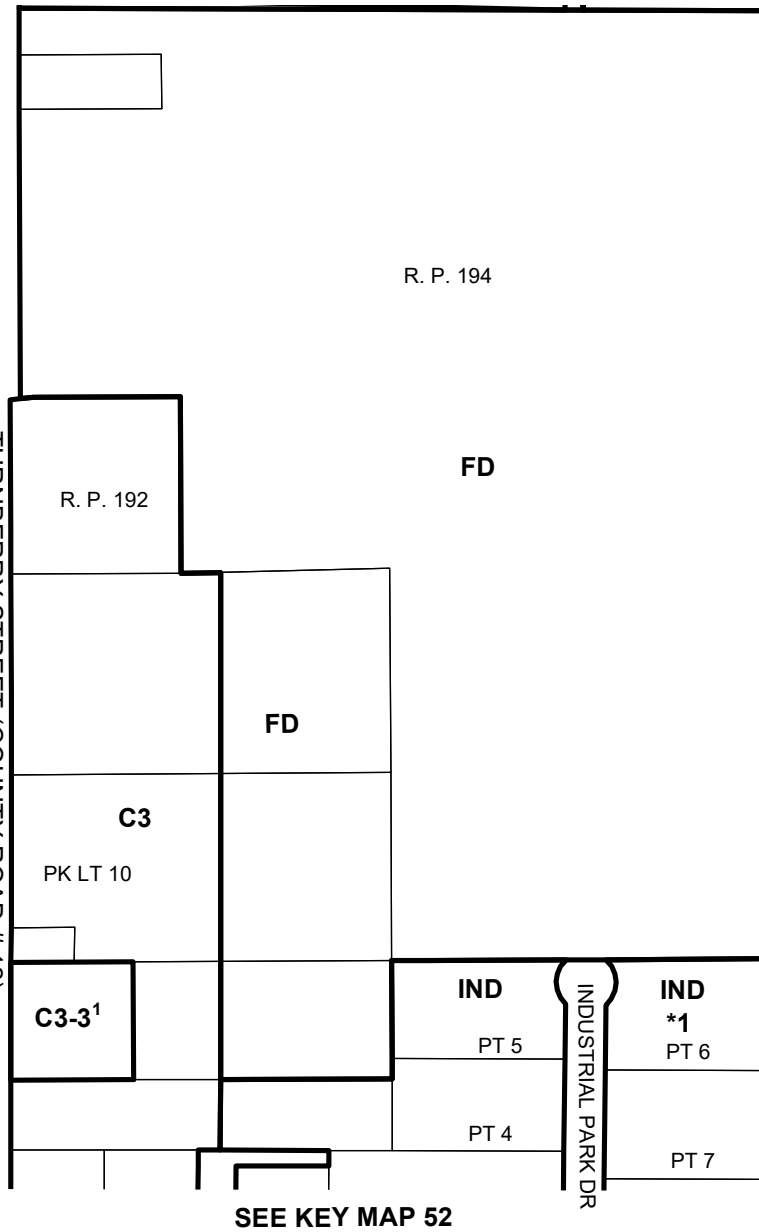 R. P. 194
FD
R. P. 192
FD
C3
PK LT 10
C3-3¹
IND
PT 5
IND
*1
PT 6
PT 4
PT 7
INDUSTRIAL PARK DR
SEE KEY MAP 52